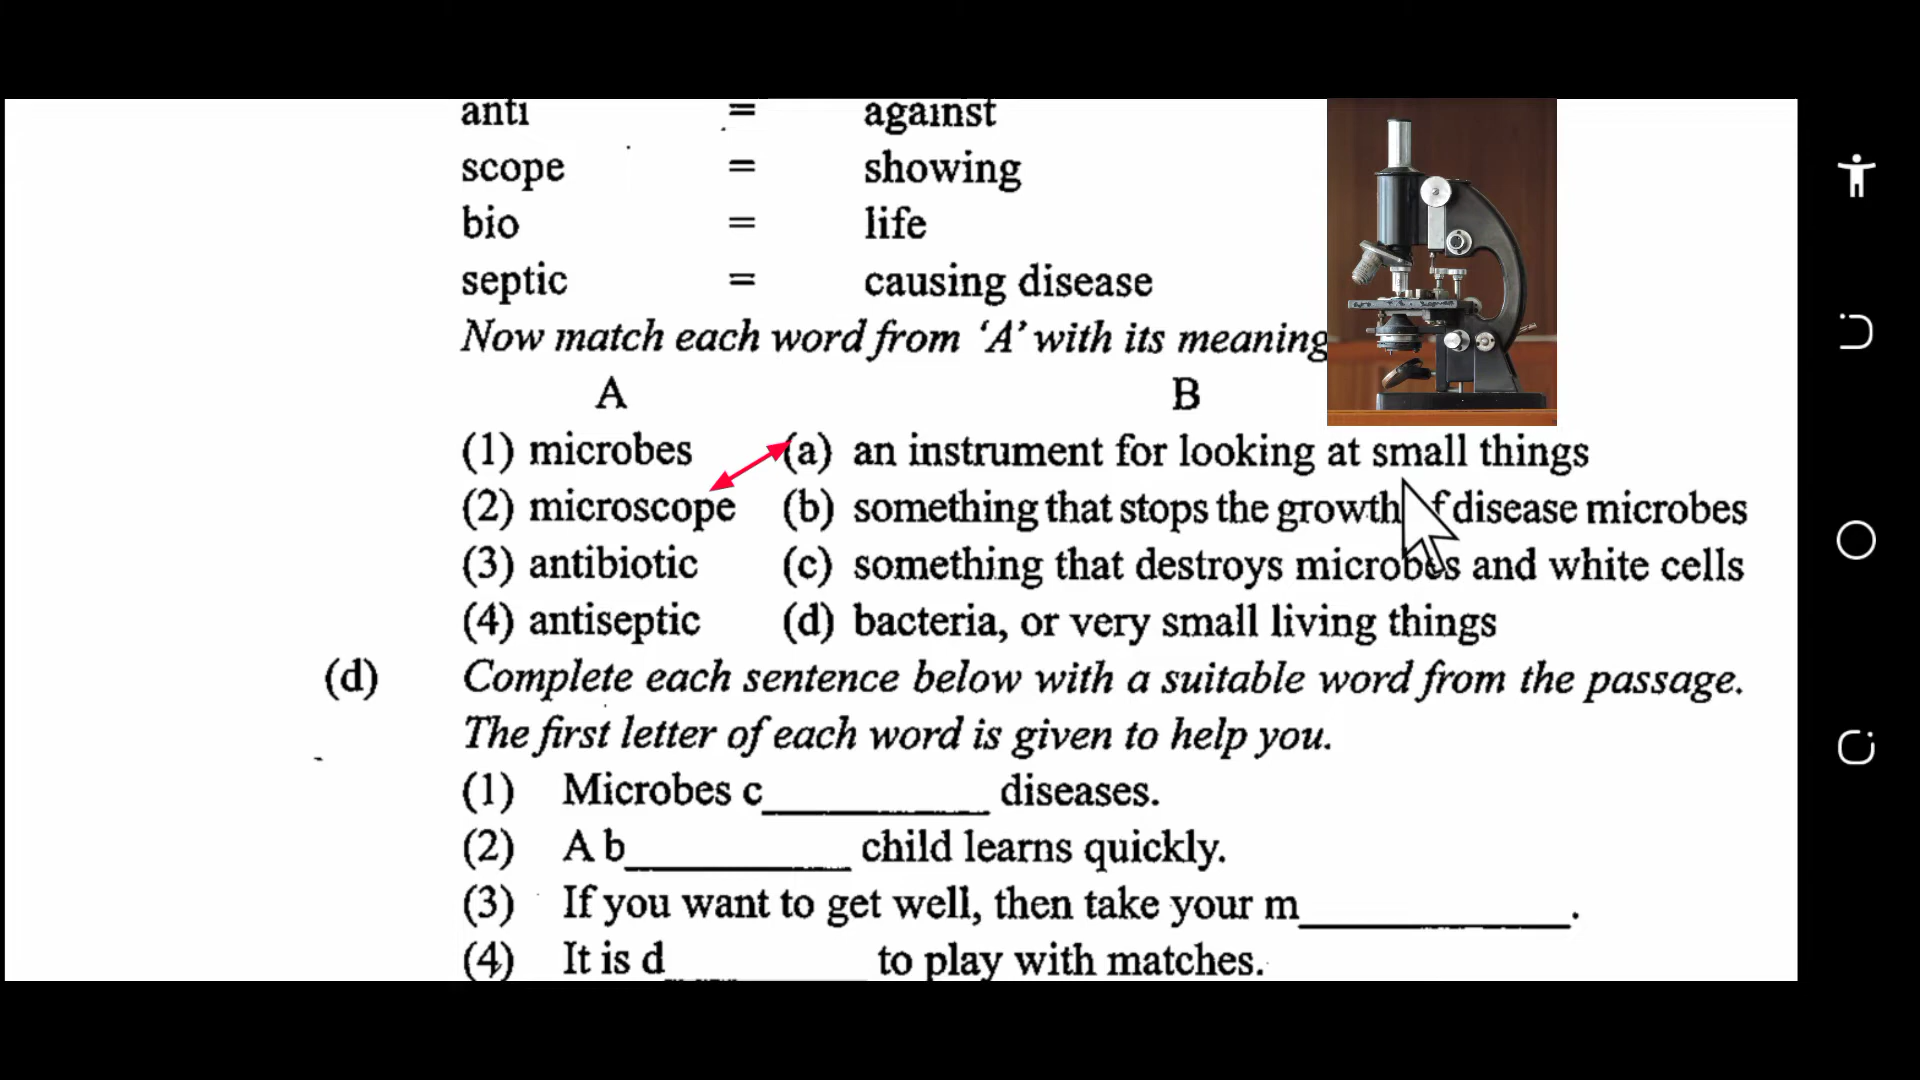 anti = against
scope = showing
bio = life
septic = causing disease
Now match each word from ‘A’ with its meaning
A B
(1) microbes (a) an instrument for looking at small things
(2) microscope (b) something that stops the growth of disease microbes
(3) antibiotic (c) something that destroys microbes and white cells
(4) antiseptic (d) bacteria, or very small living things
(d) Complete each sentence below with a suitable word from the passage.
The first letter of each word is given to help you.
(1) Microbes c__________ diseases.
(2) A b__________ child learns quickly.
(3) If you want to get well, then take your m____________.
(4) It is d__________ to play with matches.